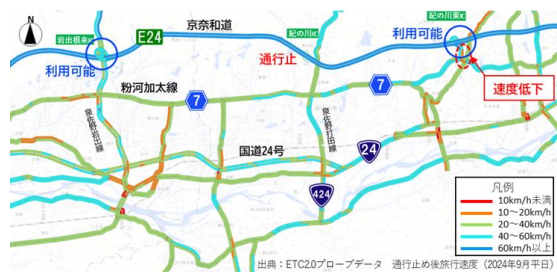 岩出根来IC
E24
京奈和道
紀の川IC
紀の川東IC
利用可能
利用可能
通行止
速度低下
粉河加太線
7
7
泉佐野岩出線
泉佐野打田線
国道24号
24
424
凡例
10km/h未満
10～20km/h
20～40km/h
40～60km/h
60km/h以上
出典：ETC2.0プローブデータ　通行止め後旅行速度（2024年9月平日）